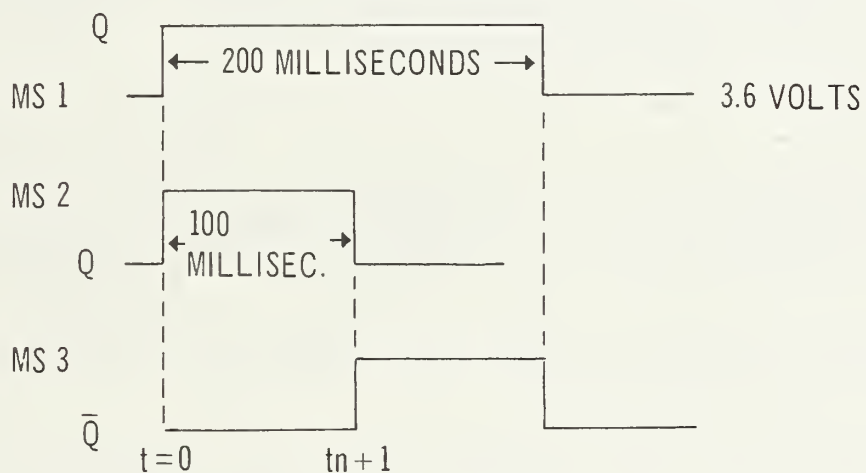 Q
200 MILLISECONDS
MS 1
3.6 VOLTS
MS 2
100
MILLISEC.
Q
MS 3
Q̅
t=0
tn+1